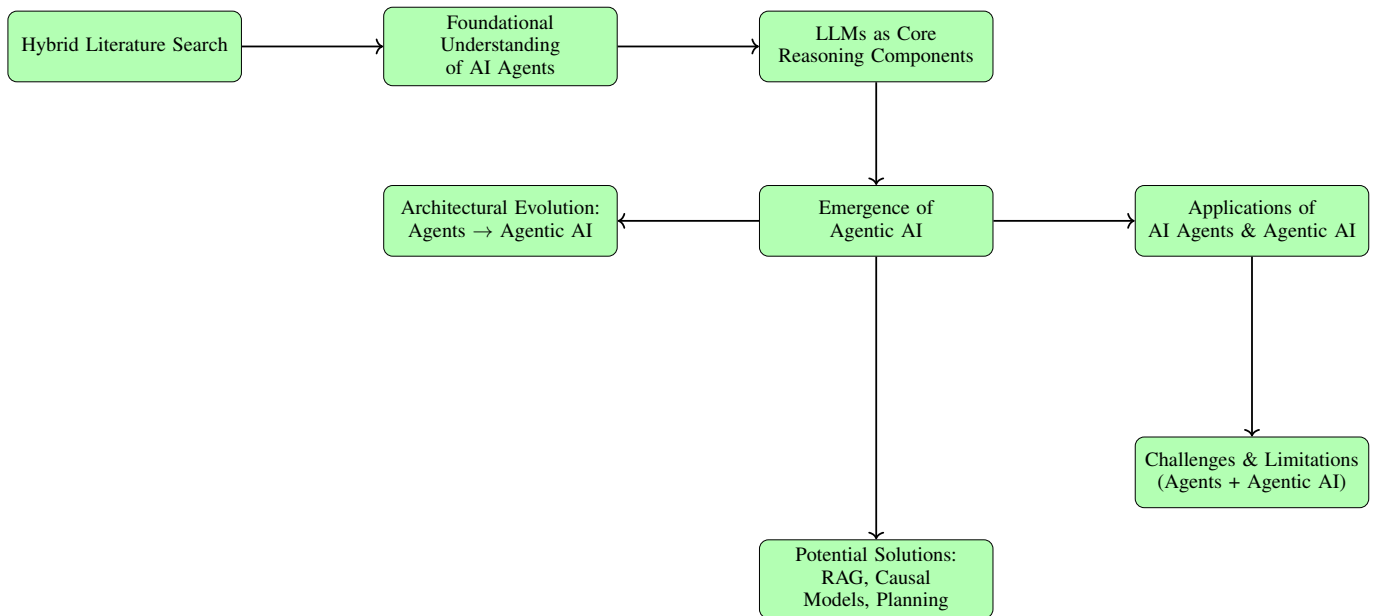 Hybrid Literature Search
Foundational
Understanding
of AI Agents
LLMs as Core
Reasoning Components
Architectural Evolution:
Agents → Agentic AI
Emergence of
Agentic AI
Applications of
AI Agents & Agentic AI
Challenges & Limitations
(Agents + Agentic AI)
Potential Solutions:
RAG, Causal
Models, Planning